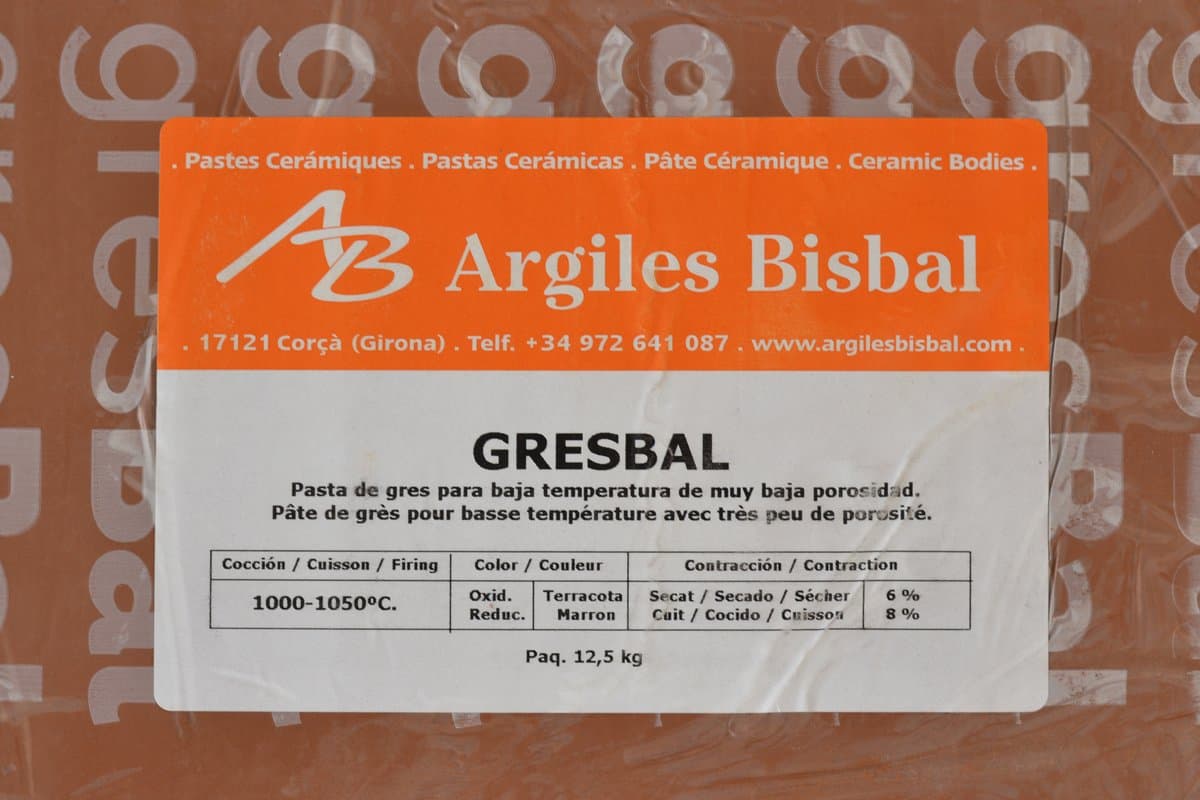 . Pastes Cerámiques . Pastas Cerámicas . Pâte Céramique . Ceramic Bodies .
AB Argiles Bisbal
. 17121 Corçà (Girona) . Telf. +34 972 641 087 . www.argilesbisbal.com .
GRESBAL
Pasta de gres para baja temperatura de muy baja porosidad.
Pâte de grès pour basse température avec très peu de porosité.
Cocción / Cuisson / Firing Color / Couleur Contracción / Contraction
1000-1050ºC.
Oxid. Terracota Secat / Secado / Sécher 6 %
Reduc. Marron Cuit / Cocido / Cuisson 8 %
Paq. 12,5 kg
gresBal
gresBal